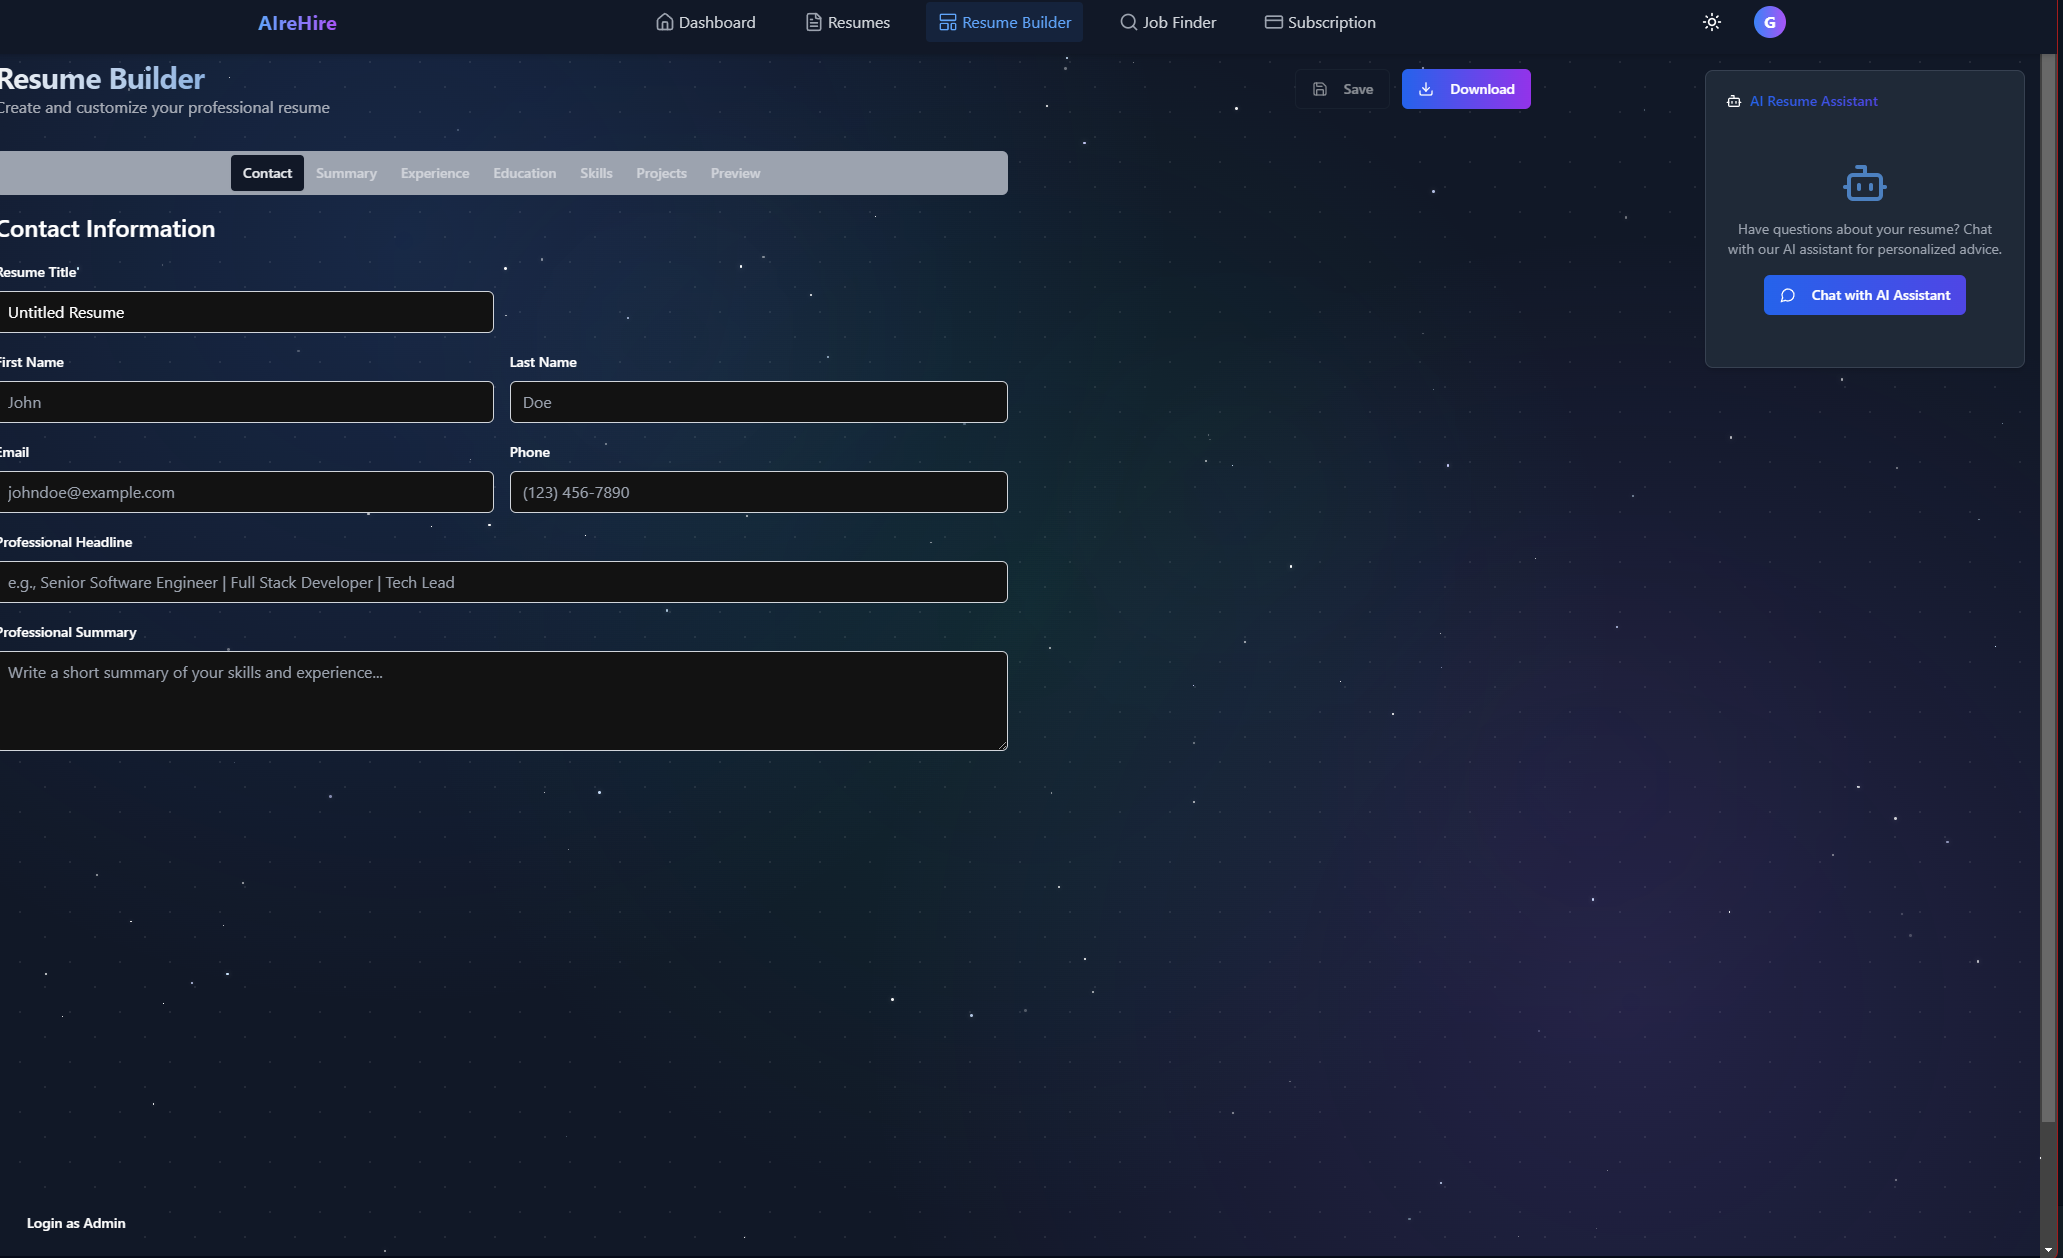 AIreHire
Dashboard
Resumes
Resume Builder
Job Finder
Subscription
G
Resume Builder
Create and customize your professional resume
Save
Download
AI Resume Assistant
Have questions about your resume? Chat
with our AI assistant for personalized advice.
Chat with AI Assistant
Contact
Summary
Experience
Education
Skills
Projects
Preview
Contact Information
Resume Title'
Untitled Resume
First Name
Last Name
John
Doe
Email
Phone
johndoe@example.com
(123) 456-7890
Professional Headline
e.g., Senior Software Engineer | Full Stack Developer | Tech Lead
Professional Summary
Write a short summary of your skills and experience...
Login as Admin